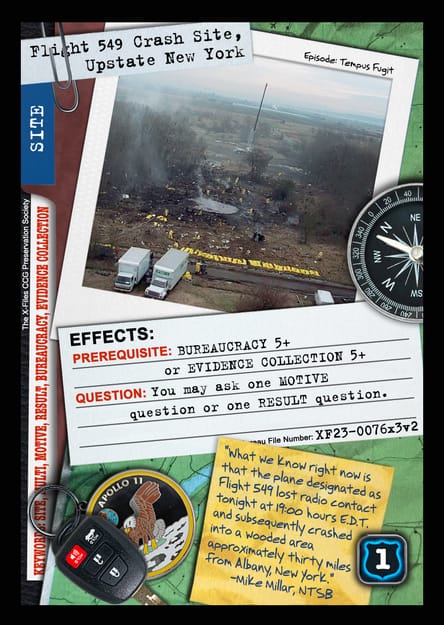 Flight 549 Crash Site,
Upstate New York
Episode: Tempus Fugit
SITE
The X-Files CCG Preservation Society
KEYWORDS: SITE, MULTI, MOTIVE, RESULT, BUREAUCRACY, EVIDENCE COLLECTION
N
NW
W
WS
EFFECTS:
PREREQUISITE: BUREAUCRACY 5+
or EVIDENCE COLLECTION 5+
QUESTION: You may ask one MOTIVE
question or one RESULT question.
File Number: XF23-0076x3v2
APOLLO 11
"What we know right now is
that the plane designated as
Flight 549 lost radio contact
tonight at 19:00 hours E.D.T.
and subsequently crashed
into a wooded area
approximately thirty miles
from Albany, New York."
-Mike Millar, NTSB
1